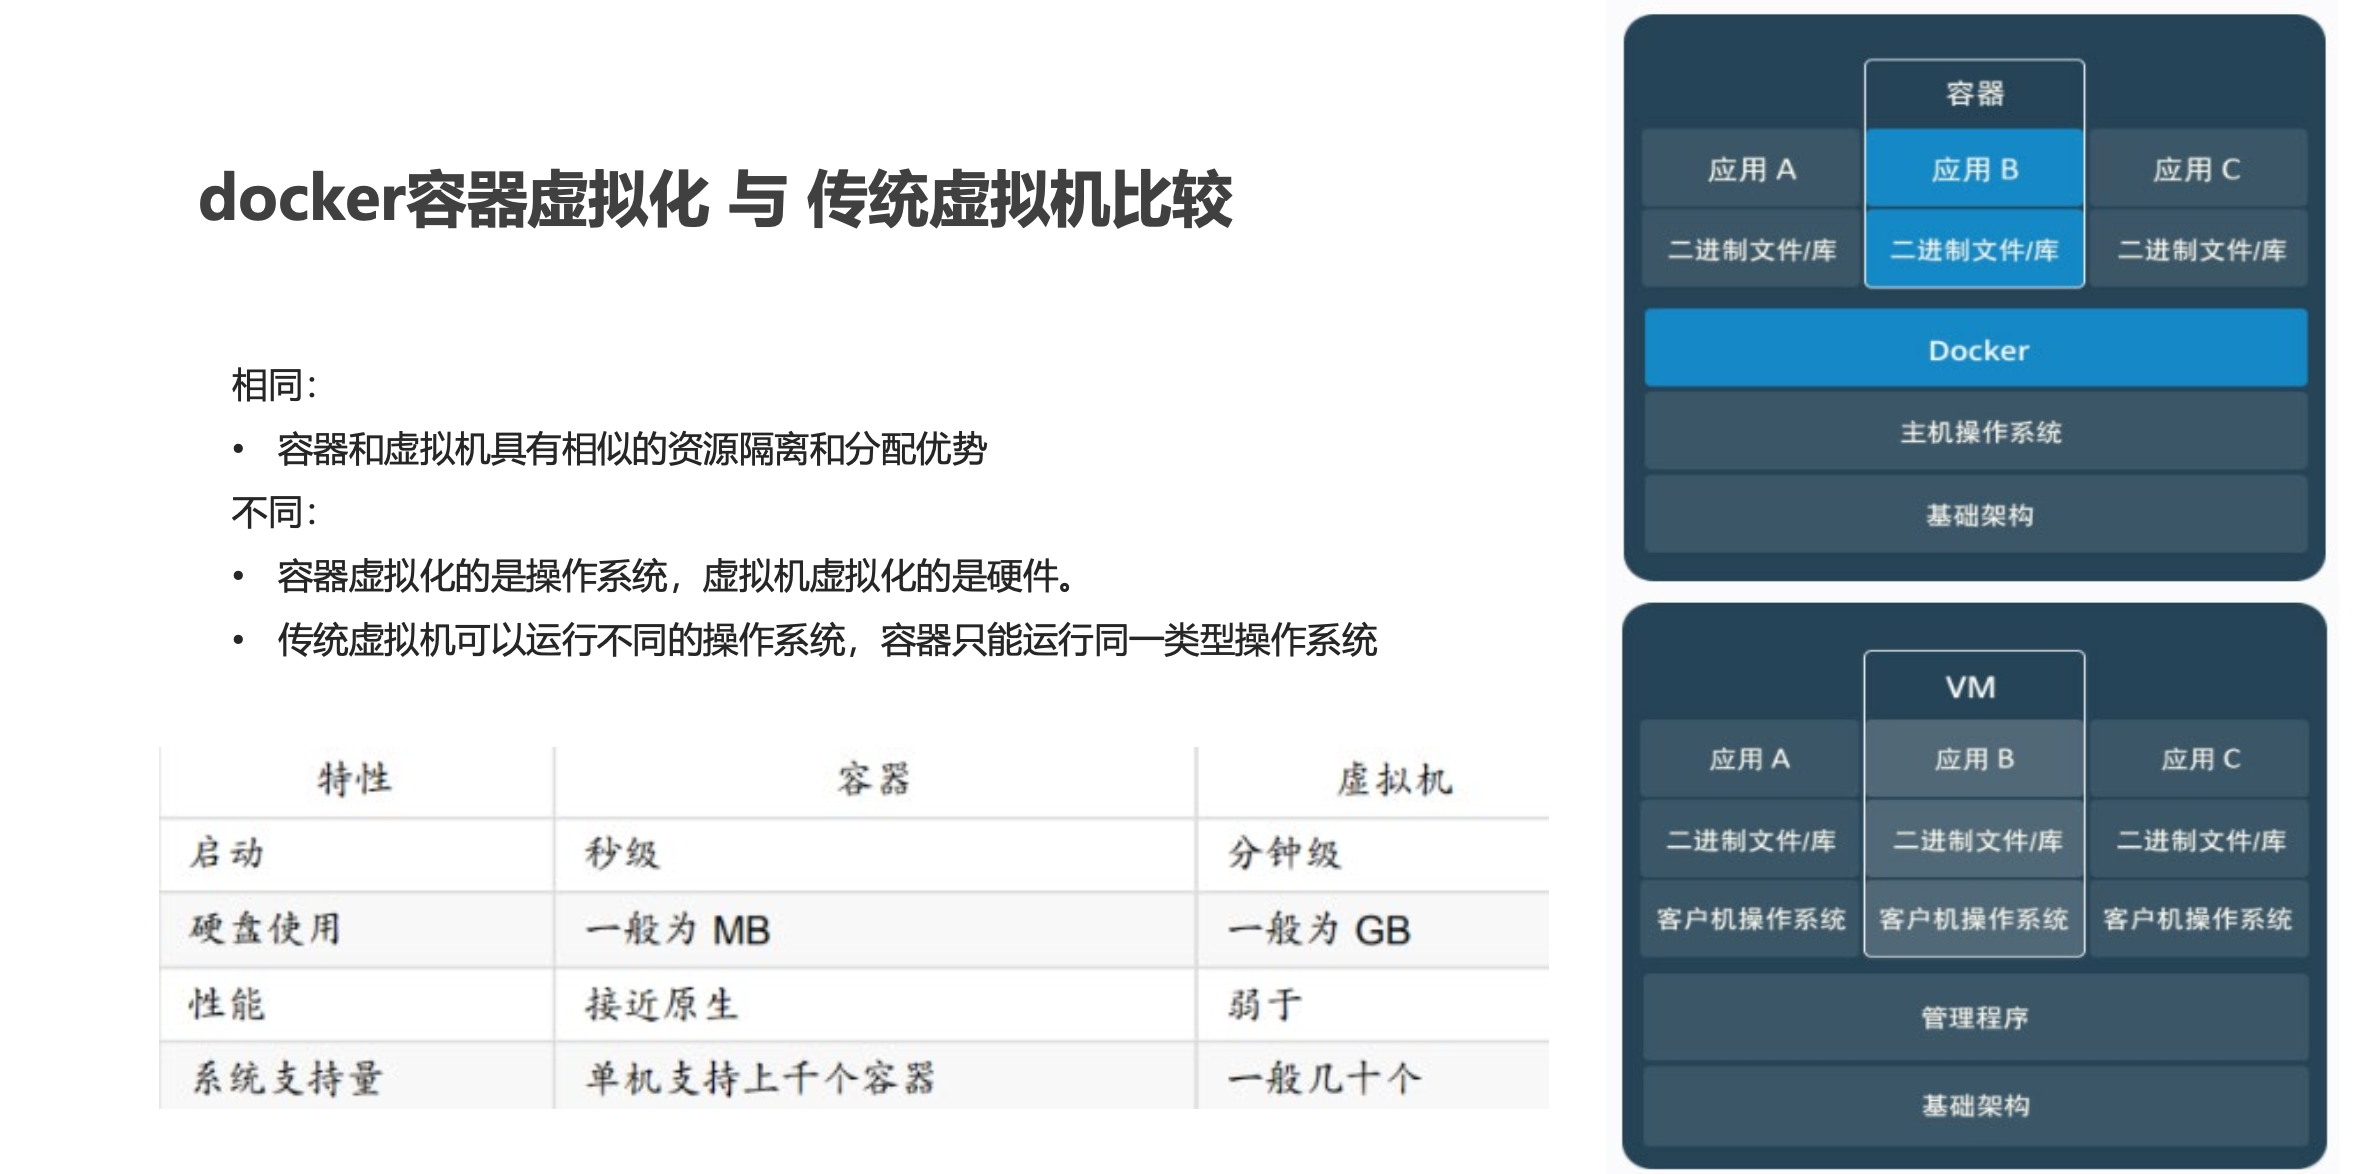 docker容器虚拟化 与 传统虚拟机比较
相同：
• 容器和虚拟机具有相似的资源隔离和分配优势
不同：
• 容器虚拟化的是操作系统，虚拟机虚拟化的是硬件。
• 传统虚拟机可以运行不同的操作系统，容器只能运行同一类型操作系统
特性 容器 虚拟机
启动 秒级 分钟级
硬盘使用 一般为 MB 一般为 GB
性能 接近原生 弱于
系统支持量 单机支持上千个容器 一般几十个
容器
应用 A 应用 B 应用 C
二进制文件/库 二进制文件/库 二进制文件/库
Docker
主机操作系统
基础架构
VM
应用 A 应用 B 应用 C
二进制文件/库 二进制文件/库 二进制文件/库
客户机操作系统 客户机操作系统 客户机操作系统
管理程序
基础架构